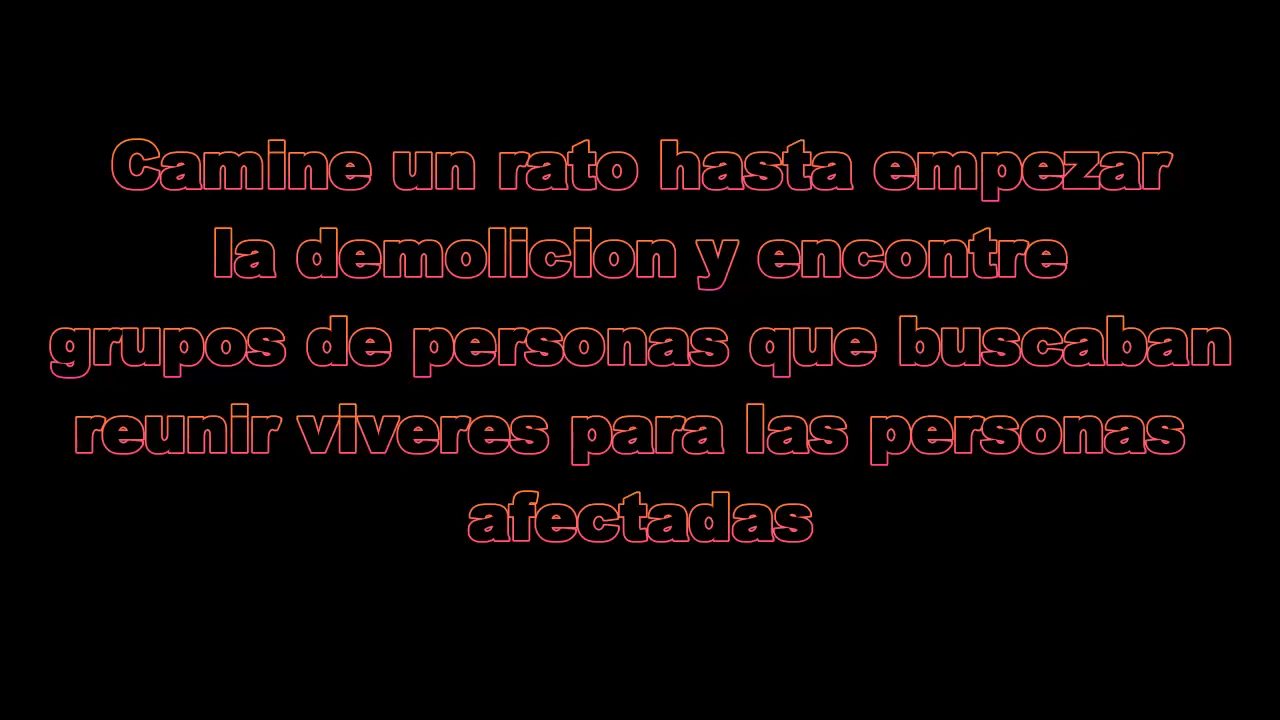 Camine un rato hasta empezar
la demolicion y encontre
grupos de personas que buscaban
reunir viveres para las personas
afectadas